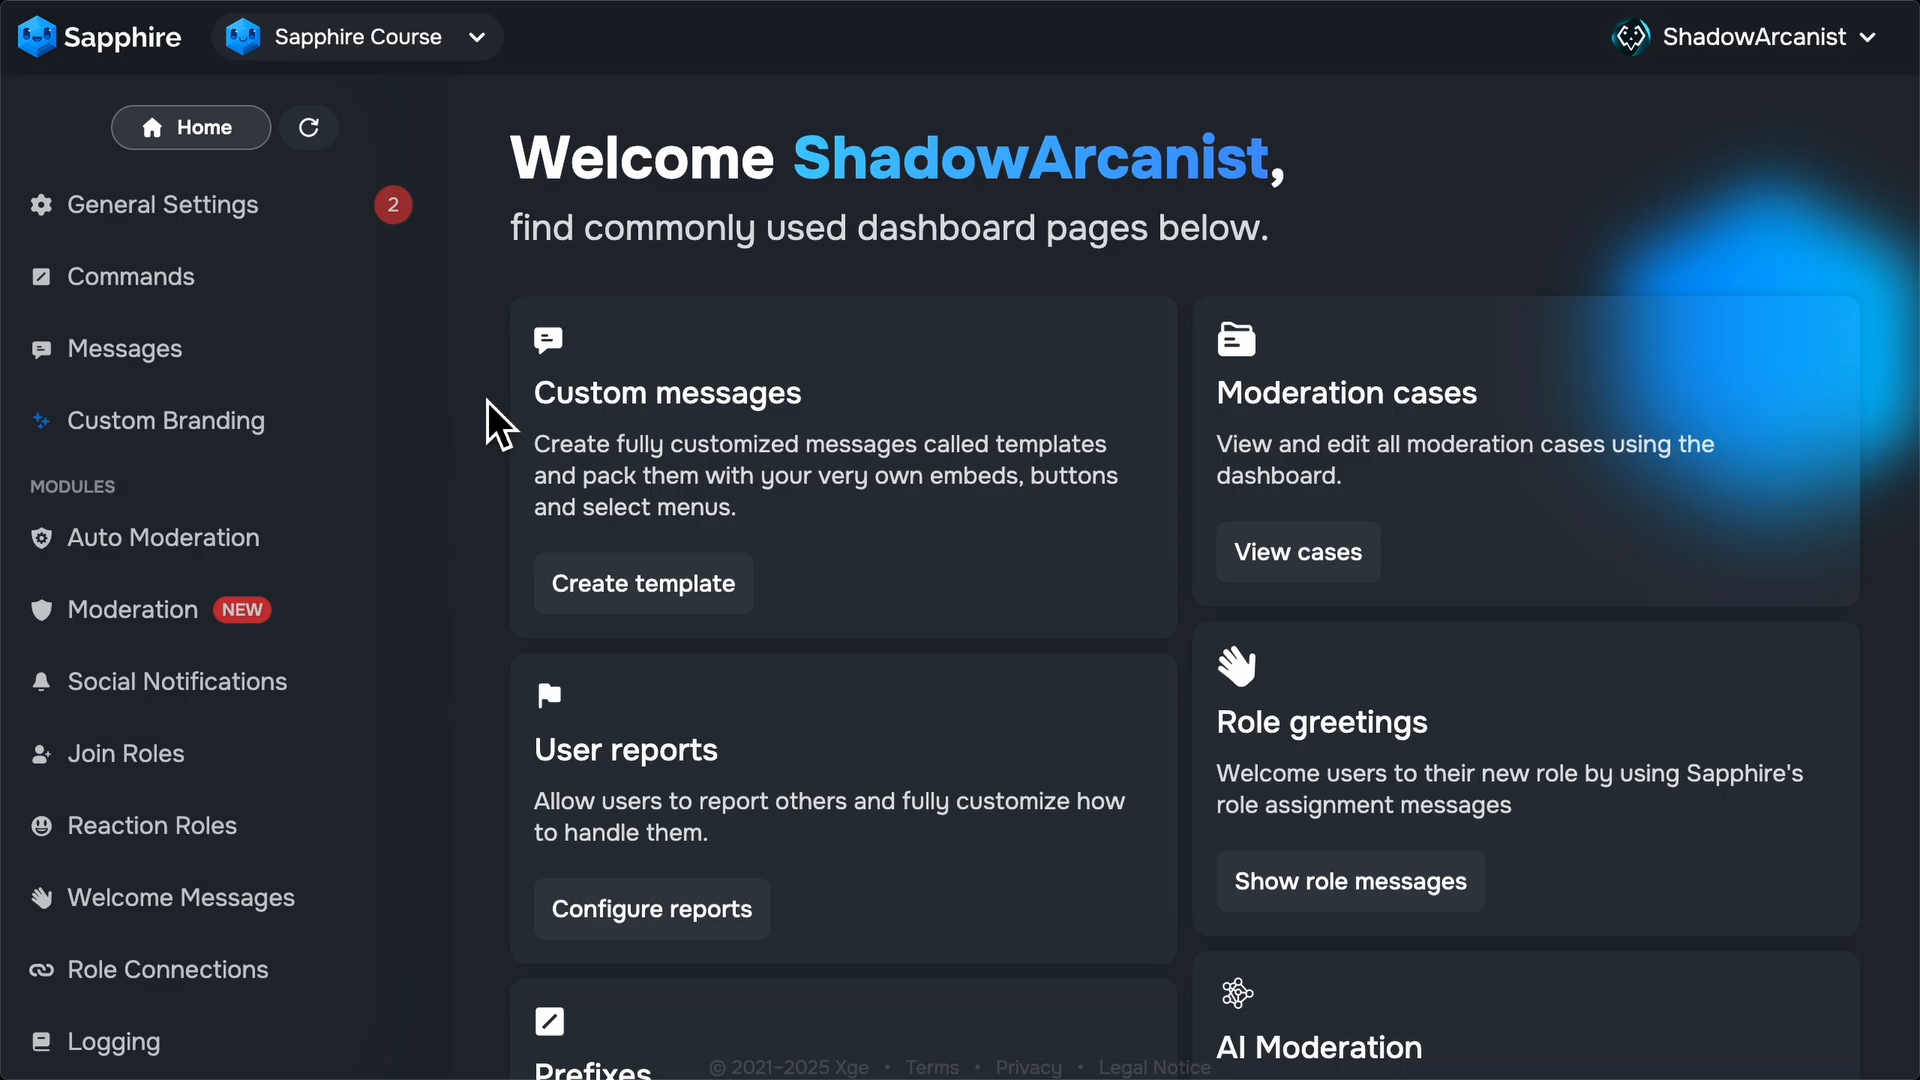 Sapphire
Sapphire Course
ShadowArcanist
Home
General Settings
2
Commands
Messages
Custom Branding
MODULES
Auto Moderation
Moderation NEW
Social Notifications
Join Roles
Reaction Roles
Welcome Messages
Role Connections
Logging
Welcome ShadowArcanist,
find commonly used dashboard pages below.
Custom messages
Create fully customized messages called templates
and pack them with your very own embeds, buttons
and select menus.
Create template
Moderation cases
View and edit all moderation cases using the
dashboard.
View cases
User reports
Allow users to report others and fully customize how
to handle them.
Configure reports
Role greetings
Welcome users to their new role by using Sapphire's
role assignment messages
Show role messages
Prefixes
AI Moderation
© 2021–2025 Xge • Terms • Privacy • Legal Notice